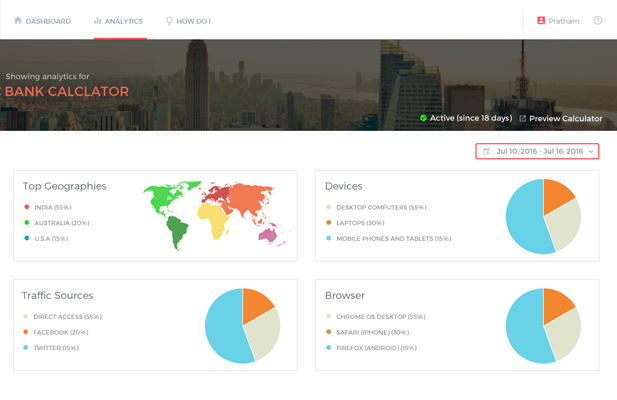 DASHBOARD ANALYTICS HOW DO I Pratham
Showing analytics for
BANK CALCLATOR
Active (since 18 days) Preview Calculator
Jul 10, 2016 - Jul 16, 2016
Top Geographies
INDIA (55%)
AUSTRALIA (20%)
U.S.A (15%)
Devices
DESKTOP COMPUTERS (55%)
LAPTOPS (30%)
MOBILE PHONES AND TABLETS (15%)
Traffic Sources
DIRECT ACCESS (55%)
FACEBOOK (20%)
TWITTER (15%)
Browser
CHROME OS DESKTOP (55%)
SAFARI (IPHONE) (30%)
FIREFOX (ANDROID) (15%)